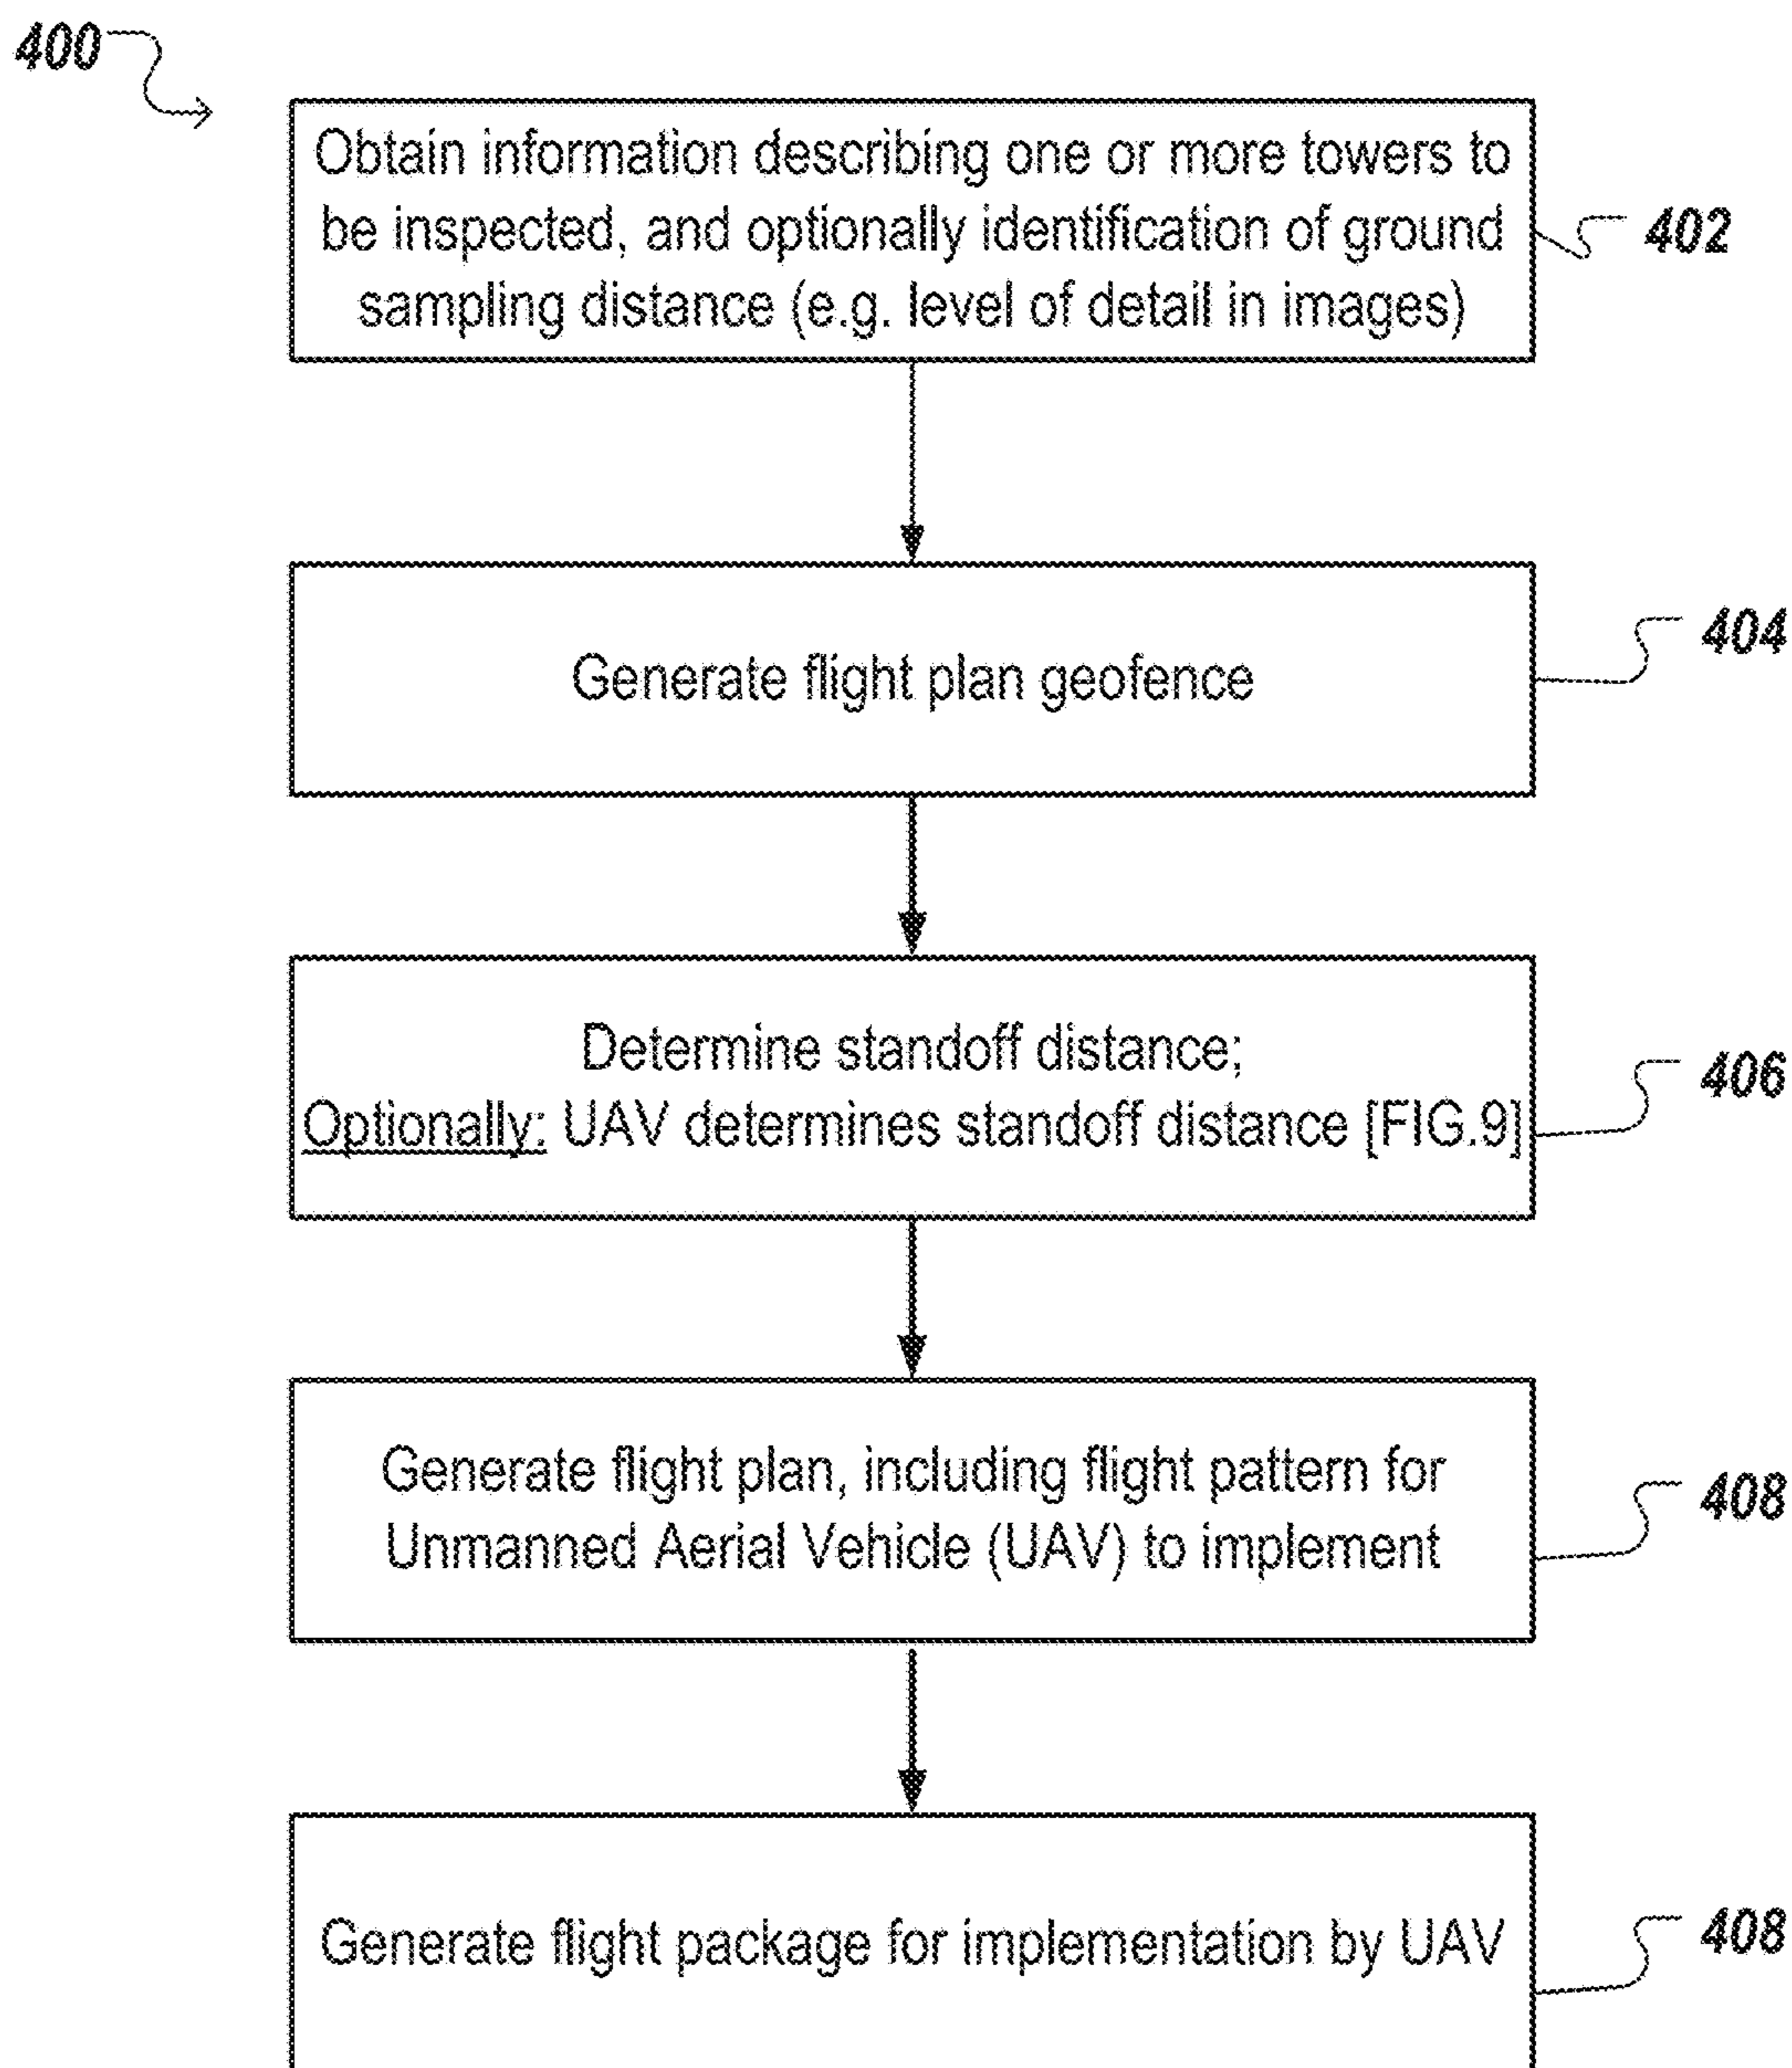 400
Obtain information describing one or more towers to
be inspected, and optionally identification of ground
sampling distance (e.g. level of detail in images)
402
Generate flight plan geofence
404
Determine standoff distance;
Optionally: UAV determines standoff distance [FIG.9]
406
Generate flight plan, including flight pattern for
Unmanned Aerial Vehicle (UAV) to implement
408
Generate flight package for implementation by UAV
408